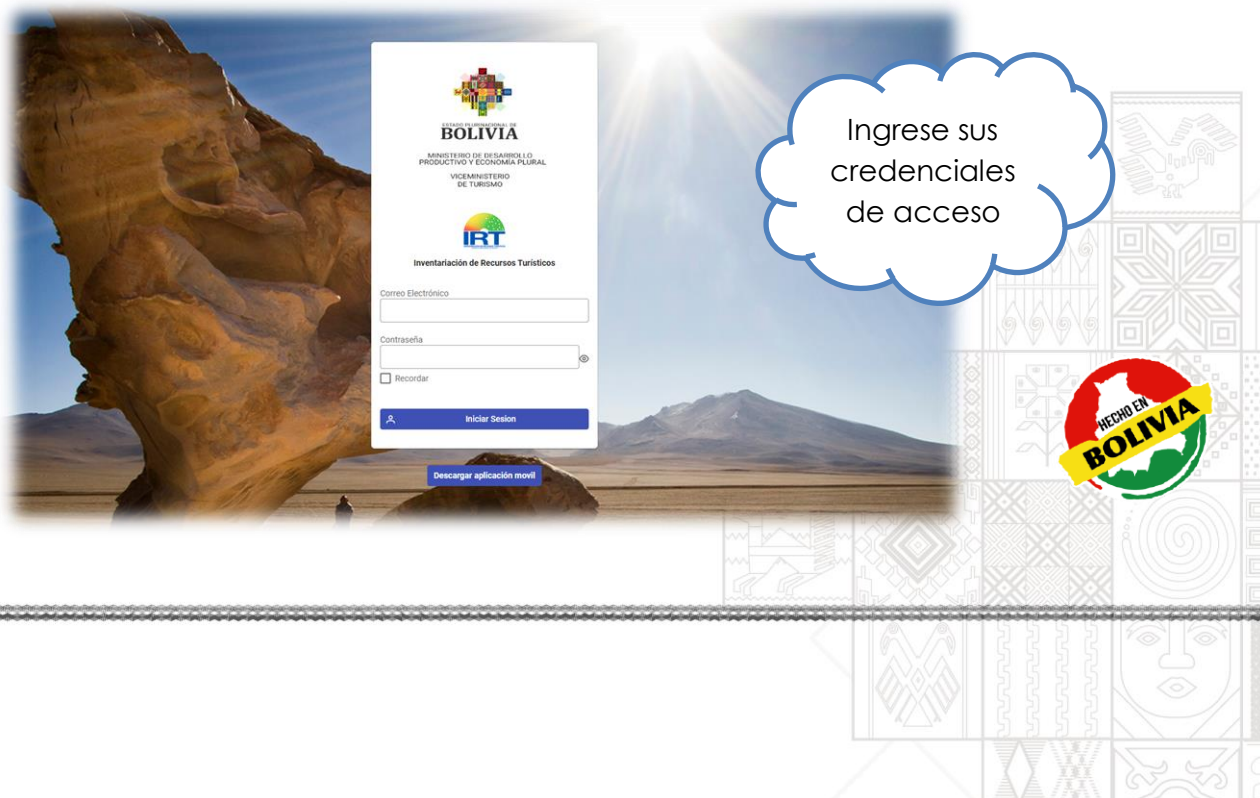 ESTADO PLURINACIONAL DE
BOLIVIA
MINISTERIO DE DESARROLLO
PRODUCTIVO Y ECONOMÍA PLURAL
VICEMINISTERIO
DE TURISMO
IRT
Inventariación de Recursos Turísticos
Correo Electrónico
Contraseña
Recordar
Iniciar Sesion
Descargar aplicación movil
Ingrese sus
credenciales
de acceso
HECHO EN
BOLIVIA